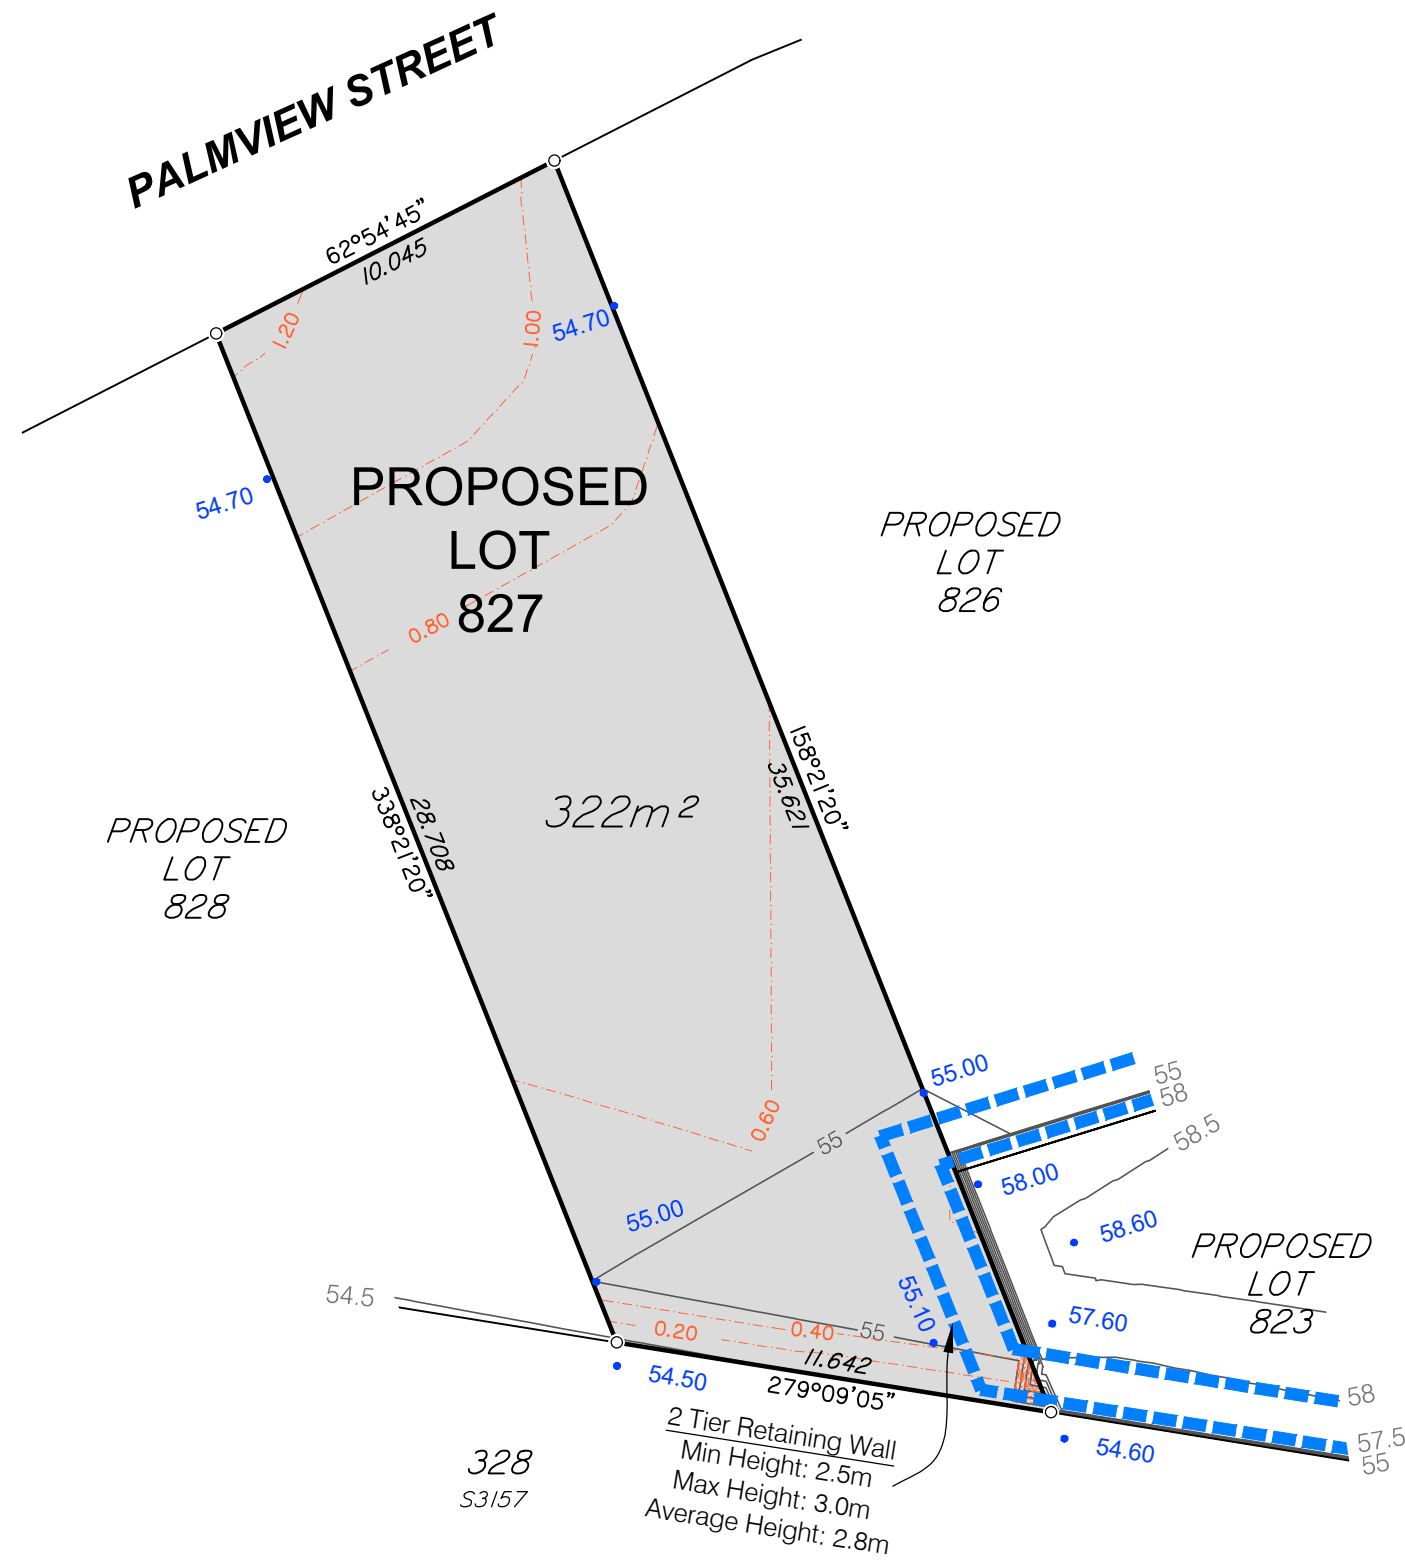 PALMVIEW STREET
62°54'45"
10.045
1.20
1.00
54.70
54.70
PROPOSED
LOT
827
0.80
PROPOSED
LOT
826
158°21'20"
35.621
322m²
28.708
338°21'20"
PROPOSED
LOT
828
55.00
55
58
58.5
0.60
55
58.00
55.00
58.60
PROPOSED
LOT
823
54.5
55.10
57.60
0.20
0.40
55
11.642
279°09'05"
54.50
58
57.5
55
54.60
2 Tier Retaining Wall
Min Height: 2.5m
Max Height: 3.0m
Average Height: 2.8m
328
S3157